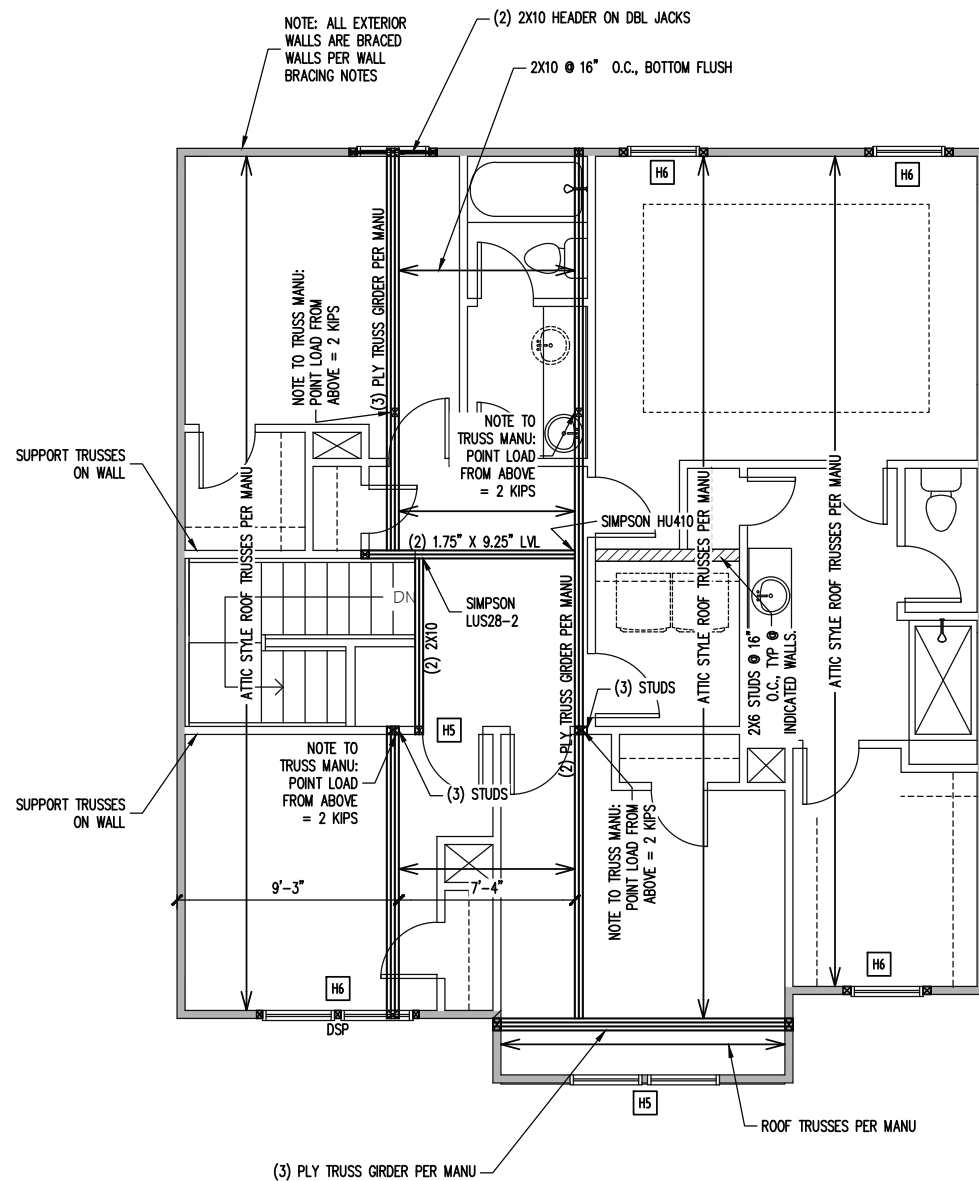 NOTE: ALL EXTERIOR
WALLS ARE BRACED
WALLS PER WALL
BRACING NOTES
(2) 2X10 HEADER ON DBL JACKS
2X10 @ 16" O.C., BOTTOM FLUSH
H6
H6
(3) PLY TRUSS GIRDER PER MANU
NOTE TO TRUSS MANU:
POINT LOAD FROM
ABOVE = 2 KIPS
NOTE TO
TRUSS MANU:
POINT LOAD
FROM ABOVE
= 2 KIPS
SUPPORT TRUSSES
ON WALL
ATTIC STYLE ROOF TRUSSES PER MANU
SIMPSON HU410
(2) 1.75" X 9.25" LVL
DN
SIMPSON
LUS28-2
(2) 2X10
(2) PLY TRUSS GIRDER PER MANU
ATTIC STYLE ROOF TRUSSES PER MANU
2X6 STUDS @ 16"
O.C., TYP @
INDICATED WALLS.
ATTIC STYLE ROOF TRUSSES PER MANU
(3) STUDS
H5
NOTE TO
TRUSS MANU:
POINT LOAD
FROM ABOVE
= 2 KIPS
(3) STUDS
SUPPORT TRUSSES
ON WALL
NOTE TO TRUSS MANU:
POINT LOAD FROM
ABOVE = 2 KIPS
9'-3"
7'-4"
H6
DSP
H6
H5
ROOF TRUSSES PER MANU
(3) PLY TRUSS GIRDER PER MANU